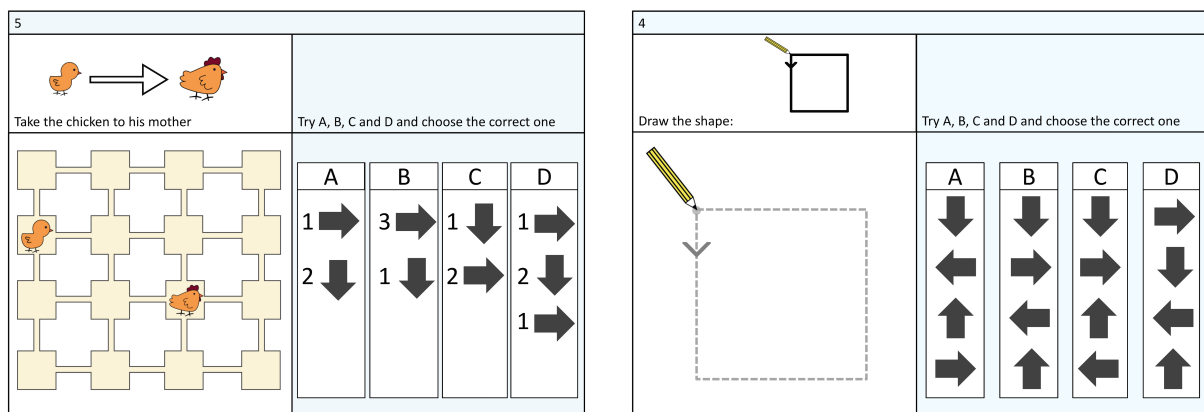 5
Take the chicken to his mother
Try A, B, C and D and choose the correct one
A B C D
1 3 1 1
2 1 2 2
1
4
Draw the shape:
Try A, B, C and D and choose the correct one
A B C D